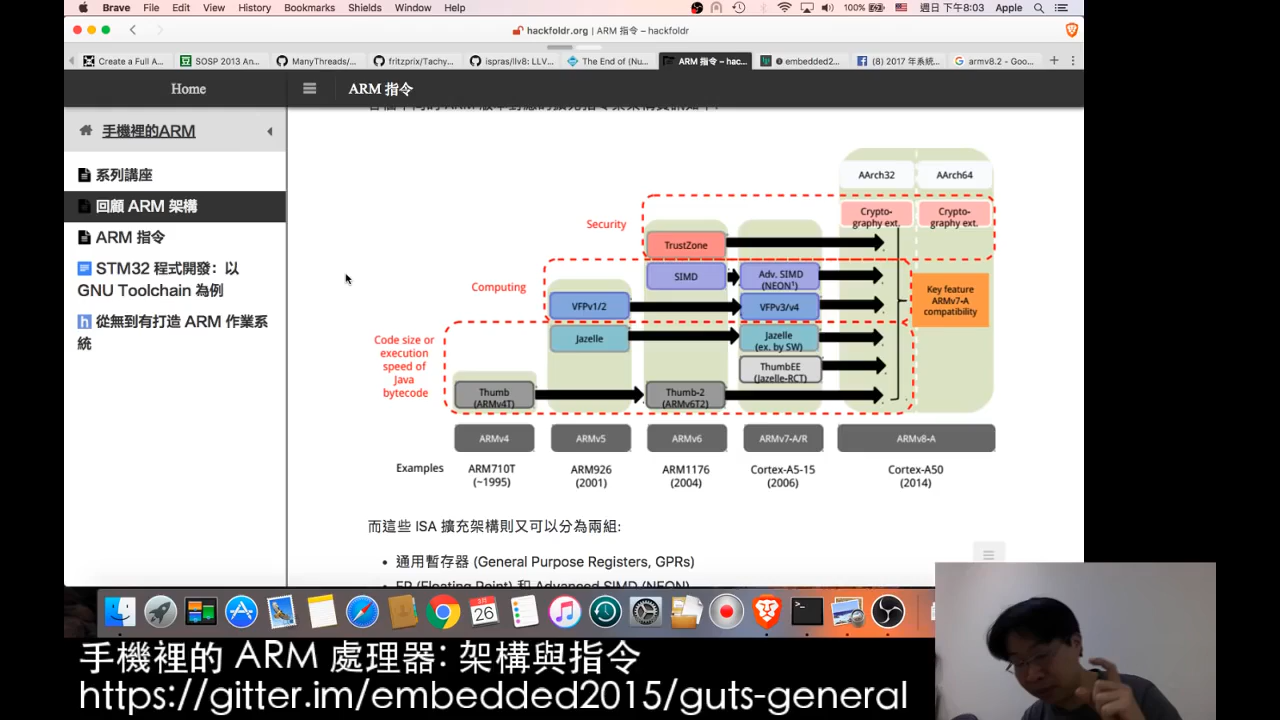 Brave File Edit View History Bookmarks Shields Window Help
100% 週日 下午8:03 Apple
hackfoldr.org | ARM 指令 – hackfoldr
Create a Full A...
SOSP 2013 An...
ManyThreads/...
fritzprix/Tachy...
ispras/llv8: LLV...
The End of (Nu...
ARM 指令 – hac...
embedded2...
(8) 2017 年系統...
armv8.2 - Goo...
Home
ARM 指令
手機裡的ARM
系列講座
回顧 ARM 架構
ARM 指令
STM32 程式開發：以
GNU Toolchain 為例
從無到有打造 ARM 作業系
統
AArch32 AArch64
Security
Crypto-
graphy ext.
Crypto-
graphy ext.
TrustZone
Computing
SIMD
Adv. SIMD
(NEON¹)
VFPv1/2
VFPv3/v4
Key feature
ARMv7-A
compatibility
Code size or
execution
speed of
Java
bytecode
Jazelle
Jazelle
(ex. by SW)
ThumbEE
(Jazelle-RCT)
Thumb
(ARMv4T)
Thumb-2
(ARMv6T2)
ARMv4 ARMv5 ARMv6 ARMv7-A/R ARMv8-A
Examples
ARM710T
(~1995)
ARM926
(2001)
ARM1176
(2004)
Cortex-A5-15
(2006)
Cortex-A50
(2014)
而這些 ISA 擴充架構則又可以分為兩組:
• 通用暫存器 (General Purpose Registers, GPRs)
• FP (Floating Point) 和 Advanced SIMD (NEON)
26
手機裡的 ARM 處理器: 架構與指令
https://gitter.im/embedded2015/guts-general